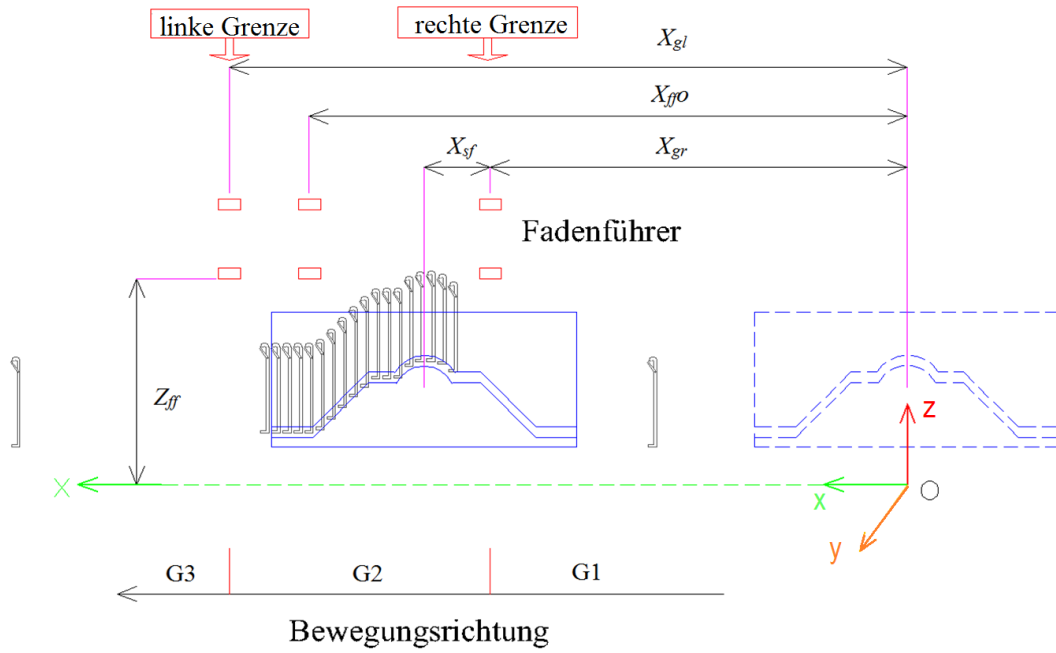 linke Grenze
rechte Grenze
Xgl
Xffo
Xsf
Xgr
Fadenführer
Zff
z
x
x
O
y
G3
G2
G1
Bewegungsrichtung